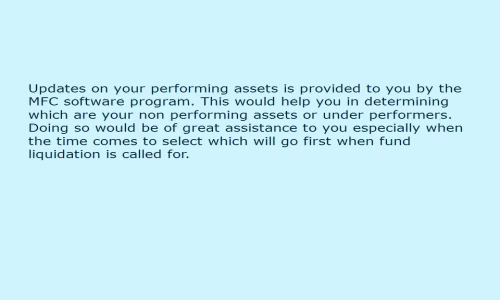 Updates on your performing assets is provided to you by the
MFC software program. This would help you in determining
which are your non performing assets or under performers.
Doing so would be of great assistance to you especially when
the time comes to select which will go first when fund
liquidation is called for.